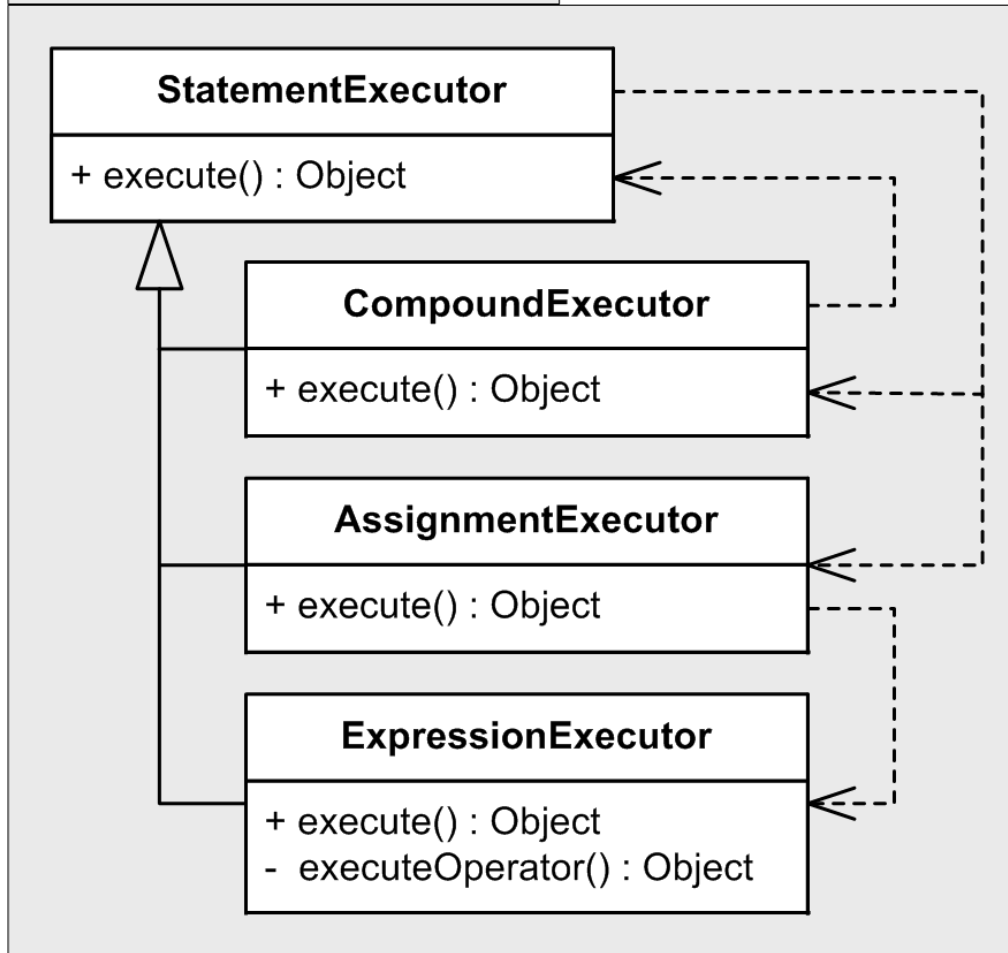 StatementExecutor
+ execute() : Object
CompoundExecutor
+ execute() : Object
AssignmentExecutor
+ execute() : Object
ExpressionExecutor
+ execute() : Object
- executeOperator() : Object